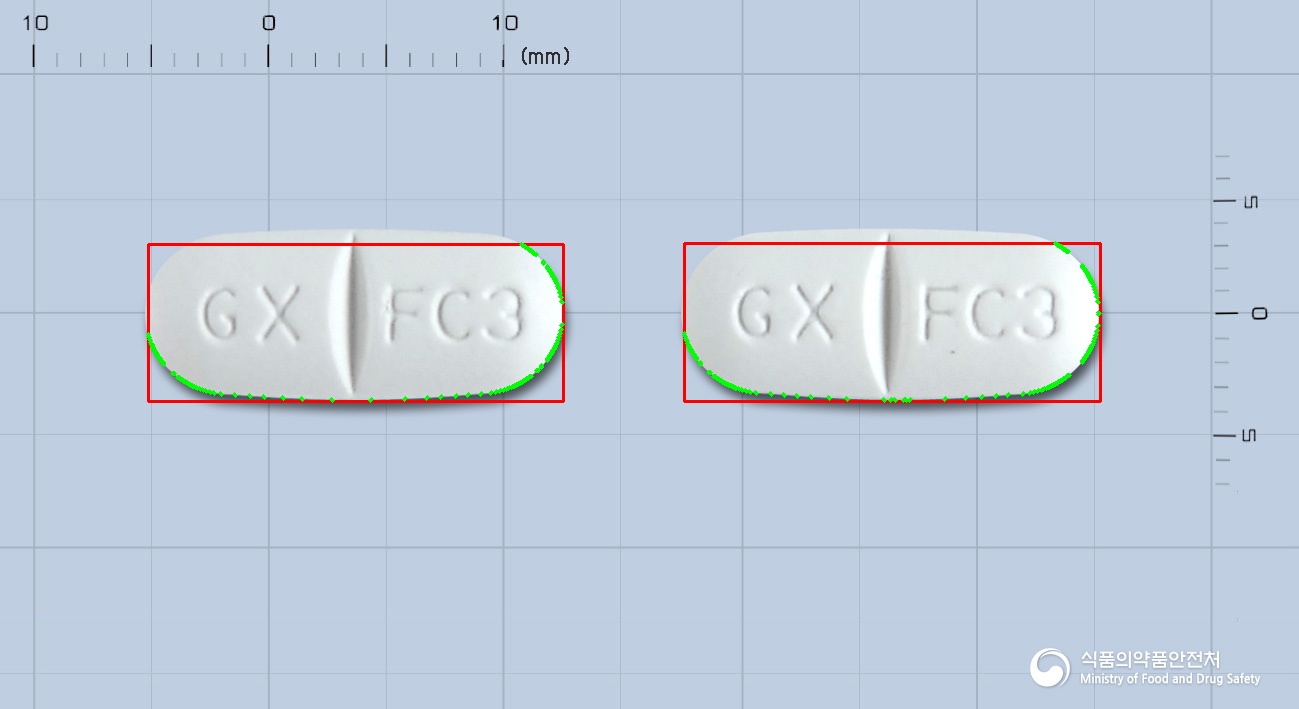 10 0 10
(mm)
5
GX FC3 GX FC3
0
5
식품의약품안전처
Ministry of Food and Drug Safety